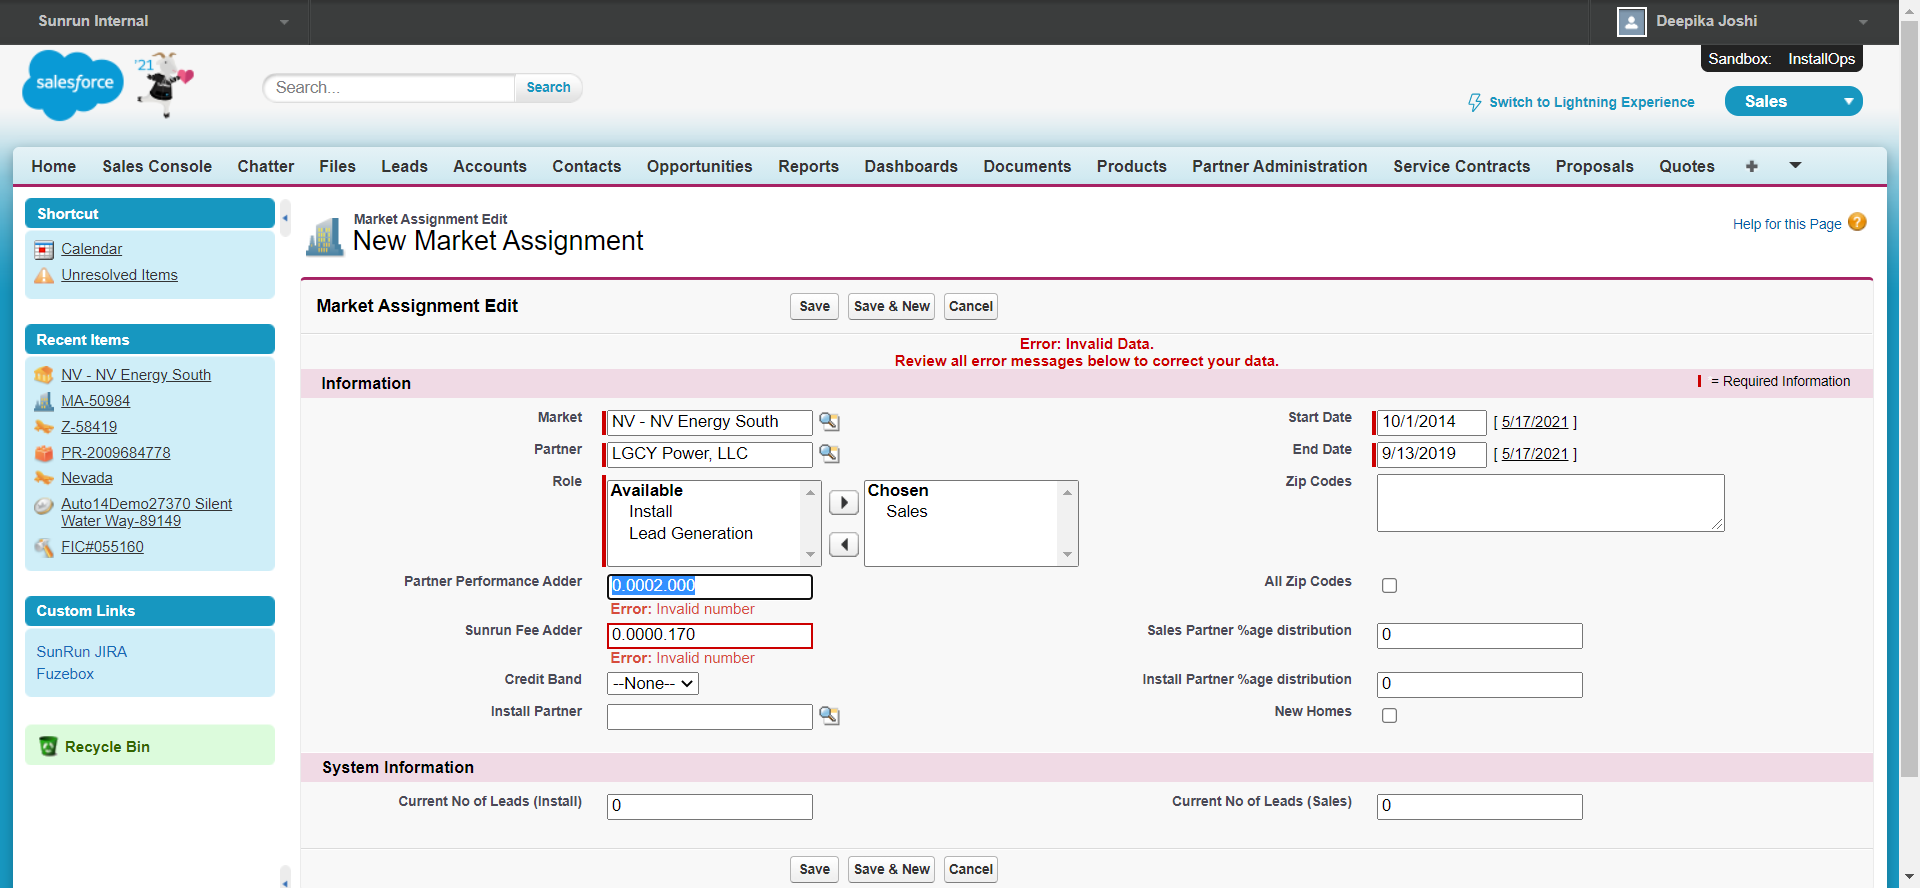 Sunrun Internal
Deepika Joshi
Sandbox: InstallOps
salesforce
'21
Search...
Search
Switch to Lightning Experience
Sales
Home Sales Console Chatter Files Leads Accounts Contacts Opportunities Reports Dashboards Documents Products Partner Administration Service Contracts Proposals Quotes +
Shortcut
Calendar
Unresolved Items
Recent Items
NV - NV Energy South
MA-50984
Z-58419
PR-2009684778
Nevada
Auto14Demo27370 Silent
Water Way-89149
FIC#055160
Custom Links
SunRun JIRA
Fuzebox
Recycle Bin
Market Assignment Edit
New Market Assignment
Help for this Page ?
Market Assignment Edit
Save Save & New Cancel
Error: Invalid Data.
Review all error messages below to correct your data.
Information
= Required Information
Market NV - NV Energy South
Start Date 10/1/2014 [ 5/17/2021 ]
Partner LGCY Power, LLC
End Date 9/13/2019 [ 5/17/2021 ]
Role
Available
Install
Lead Generation
Chosen
Sales
Zip Codes
Partner Performance Adder 0.0002.000
Error: Invalid number
All Zip Codes
Sunrun Fee Adder 0.0000.170
Error: Invalid number
Sales Partner %age distribution 0
Credit Band --None--
Install Partner %age distribution 0
Install Partner
New Homes
System Information
Current No of Leads (Install) 0
Current No of Leads (Sales) 0
Save Save & New Cancel